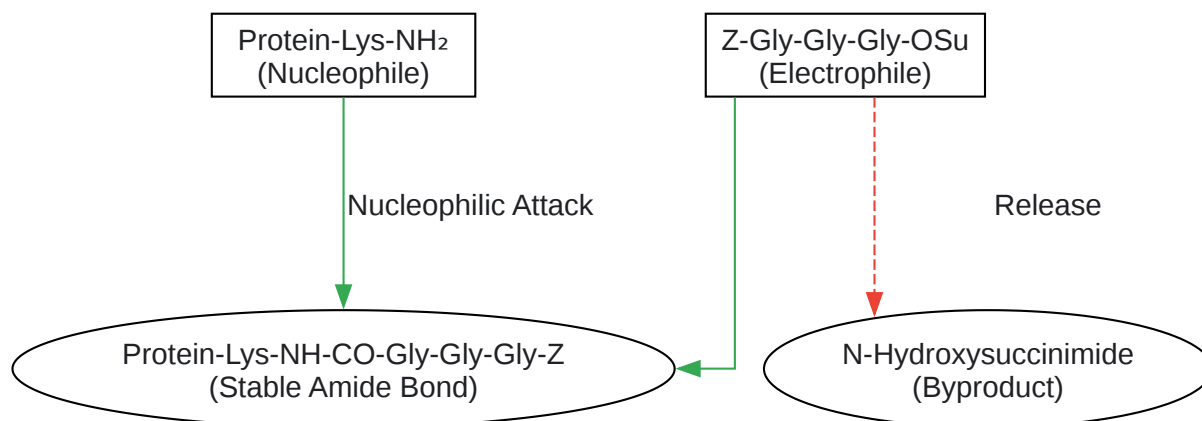 Protein-Lys-NH₂
(Nucleophile)
Z-Gly-Gly-Gly-OSu
(Electrophile)
Nucleophilic Attack
Release
Protein-Lys-NH-CO-Gly-Gly-Gly-Z
(Stable Amide Bond)
N-Hydroxysuccinimide
(Byproduct)